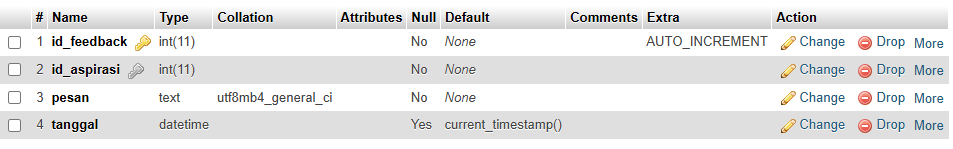 # Name Type Collation Attributes Null Default Comments Extra Action
1 id_feedback int(11) No None AUTO_INCREMENT Change Drop More
2 id_aspirasi int(11) No None Change Drop More
3 pesan text utf8mb4_general_ci No None Change Drop More
4 tanggal datetime Yes current_timestamp() Change Drop More